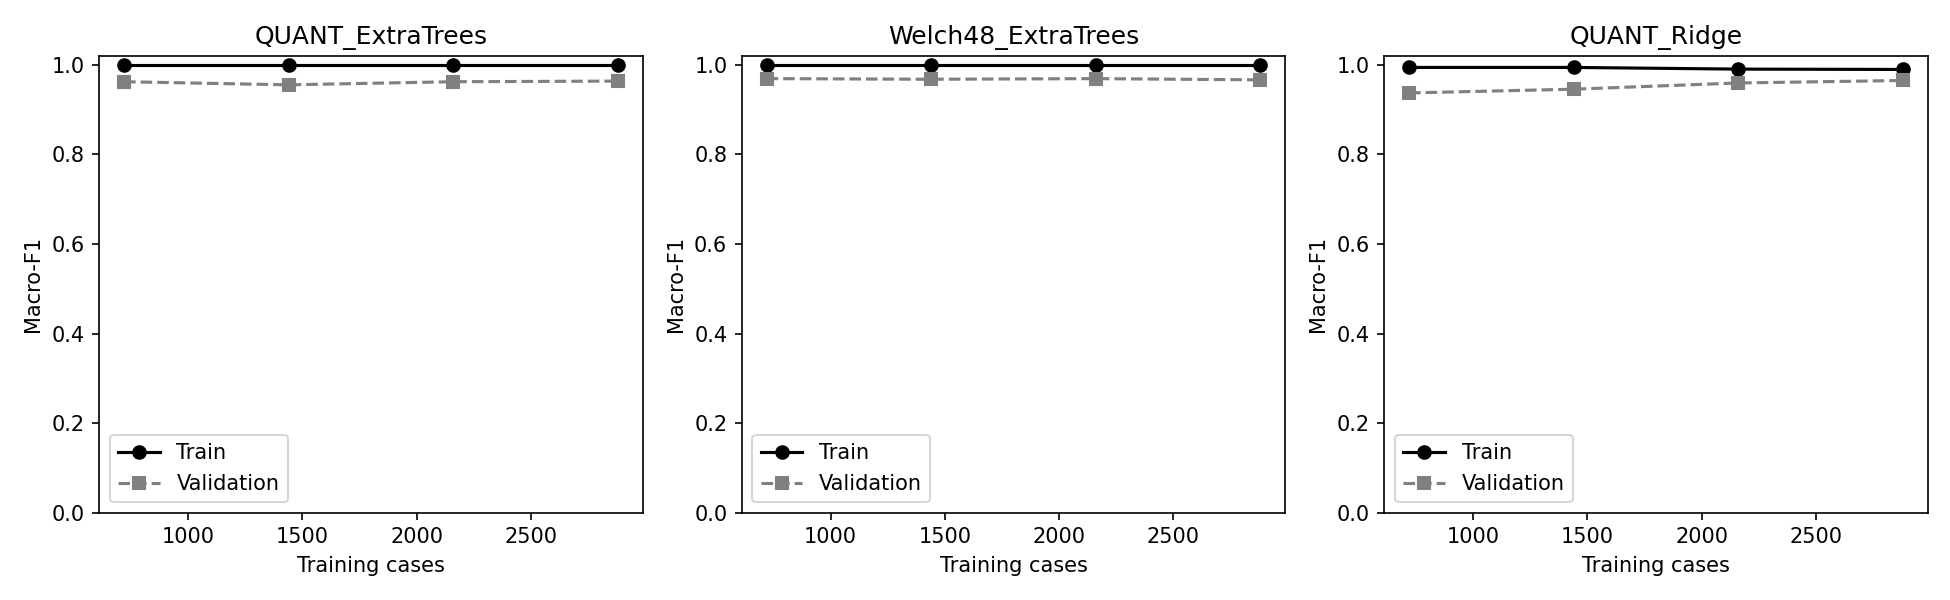 QUANT_ExtraTrees
Macro-F1
1.0
0.8
0.6
0.4
0.2
0.0
Train
Validation
1000 1500 2000 2500
Training cases
Welch48_ExtraTrees
Macro-F1
1.0
0.8
0.6
0.4
0.2
0.0
Train
Validation
1000 1500 2000 2500
Training cases
QUANT_Ridge
Macro-F1
1.0
0.8
0.6
0.4
0.2
0.0
Train
Validation
1000 1500 2000 2500
Training cases